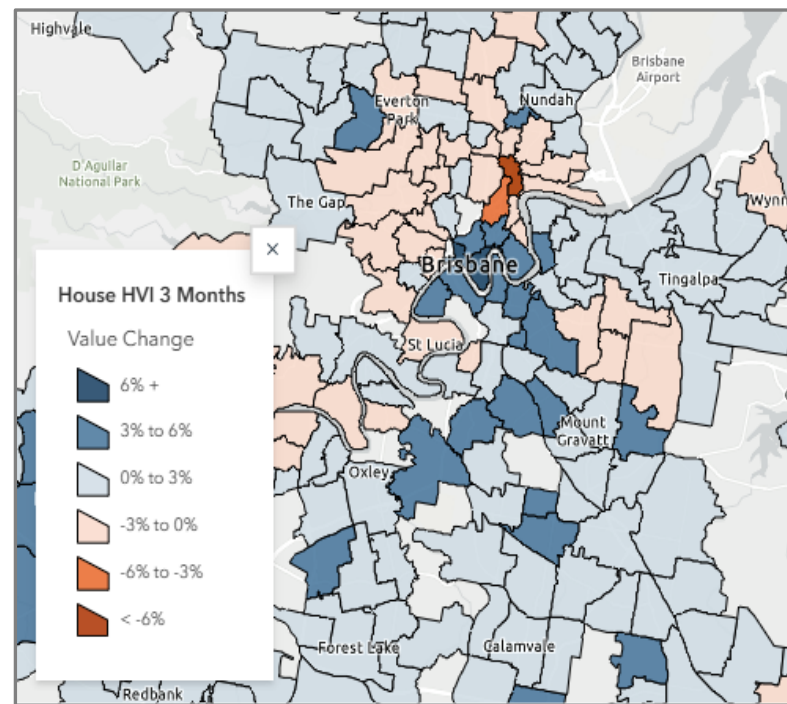 Highvale
Brisbane
Airport
Everton
Park
Nundah
D'Aguilar
National Park
The Gap
Wynn
×
Brisbane
Tingalpa
House HVI 3 Months
Value Change
St Lucia
6% +
3% to 6%
Mount
Gravatt
0% to 3%
Oxley
-3% to 0%
-6% to -3%
< -6%
Forest Lake
Calamvale
Redbank